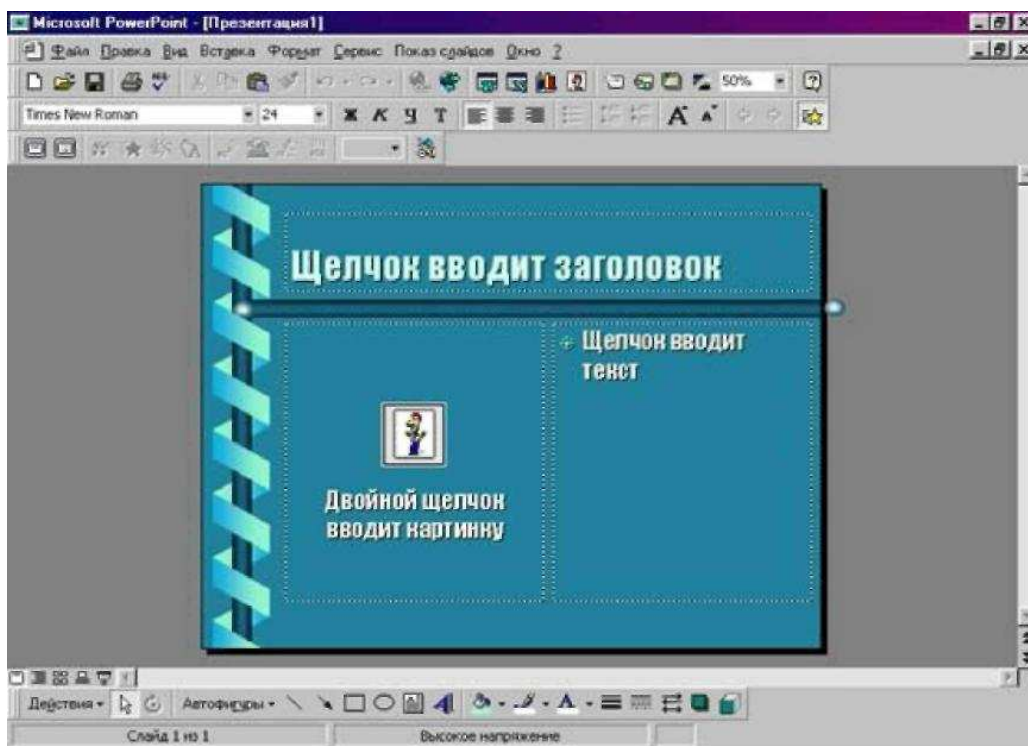 Microsoft PowerPoint - [Презентация1]
Файл Правка Вид Вставка Формат Сервис Показ слайдов Окно ?
50%
Times New Roman 24 Ж К Ч Т
Щелчок вводит заголовок
Щелчок вводит
текст
Двойной щелчок
вводит картинку
Действия Автофигуры
Слайд 1 из 1 Высокое напряжение